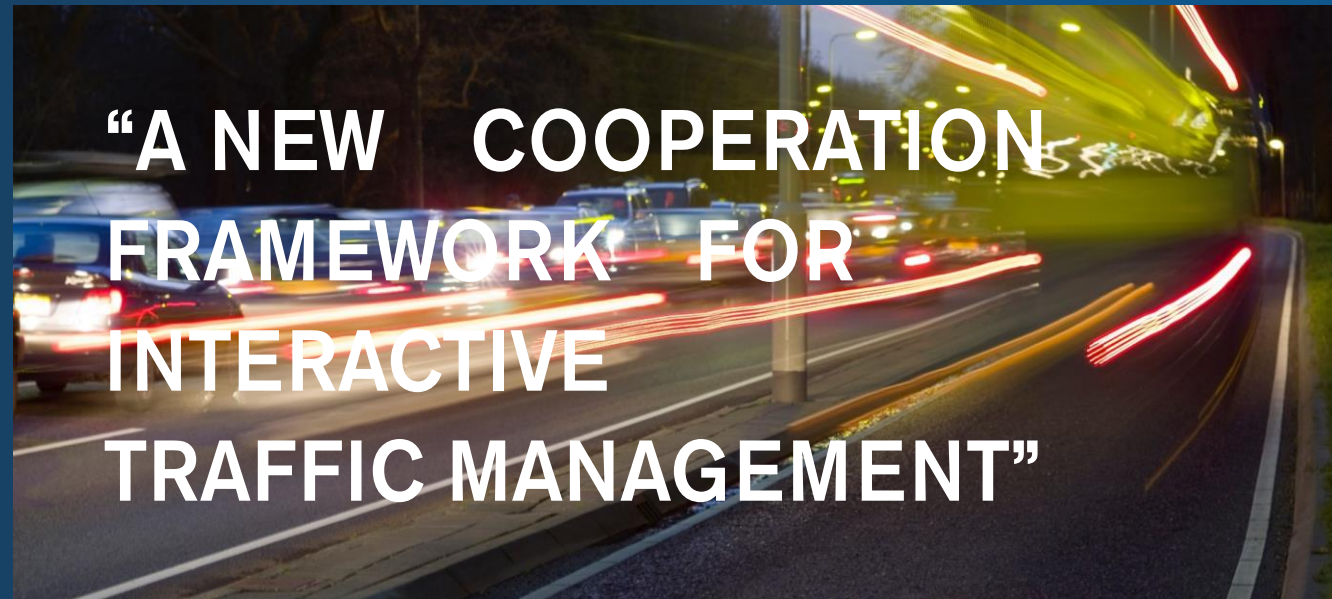 “A NEW COOPERATION
FRAMEWORK FOR
INTERACTIVE
TRAFFIC MANAGEMENT”